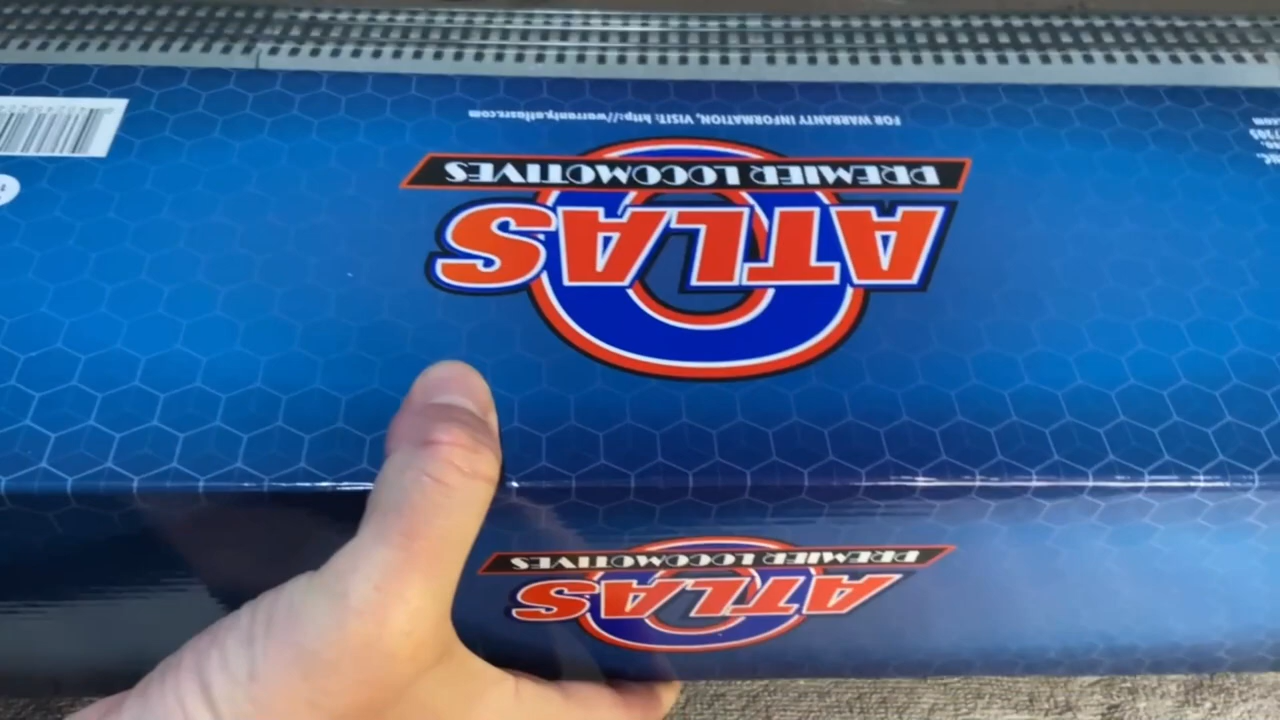 FOR WARRANTY INFORMATION, VISIT: http://warranty.atlasrr.com
ATLAS
PREMIER LOCOMOTIVES
ATLAS
PREMIER LOCOMOTIVES